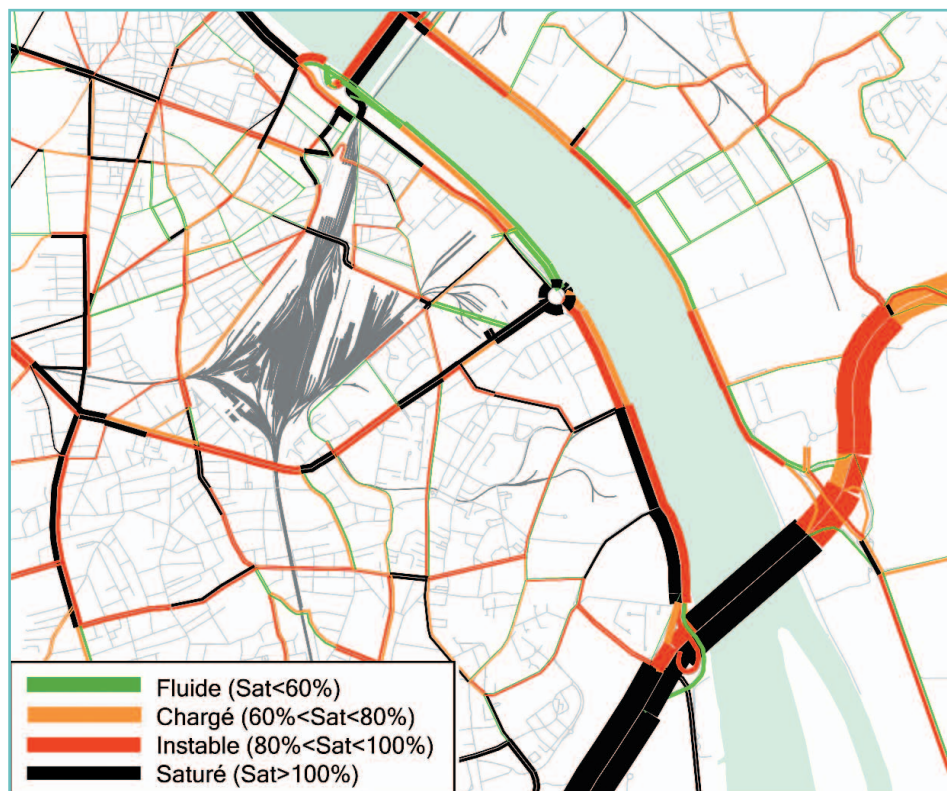 Fluide (Sat<60%)
Chargé (60%<Sat<80%)
Instable (80%<Sat<100%)
Saturé (Sat>100%)